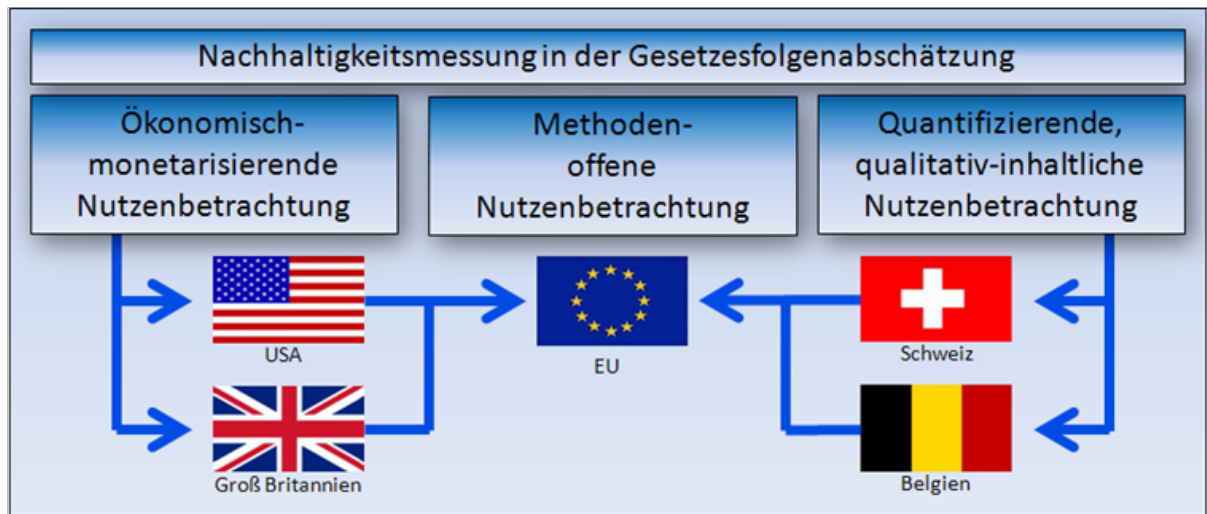 Nachhaltigkeitsmessung in der Gesetzesfolgenabschätzung
Ökonomisch-
monetarisierende
Nutzenbetrachtung
Methoden-
offene
Nutzenbetrachtung
Quantifizierende,
qualitativ-inhaltliche
Nutzenbetrachtung
USA
EU
Schweiz
Groß Britannien
Belgien